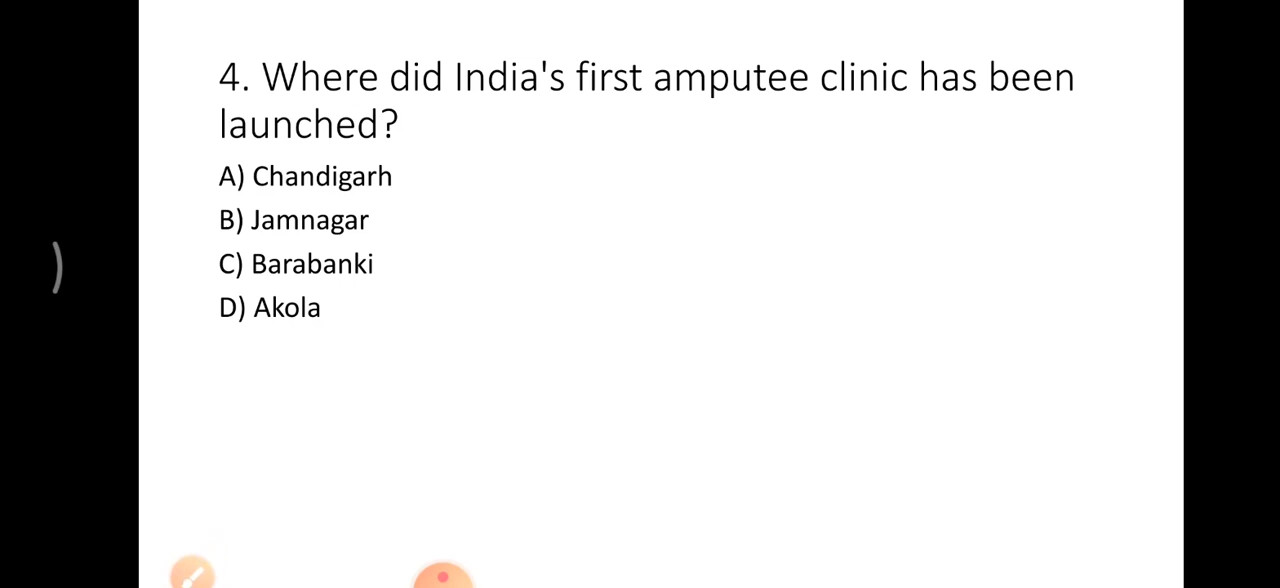 4. Where did India's first amputee clinic has been
launched?
A) Chandigarh
B) Jamnagar
C) Barabanki
D) Akola